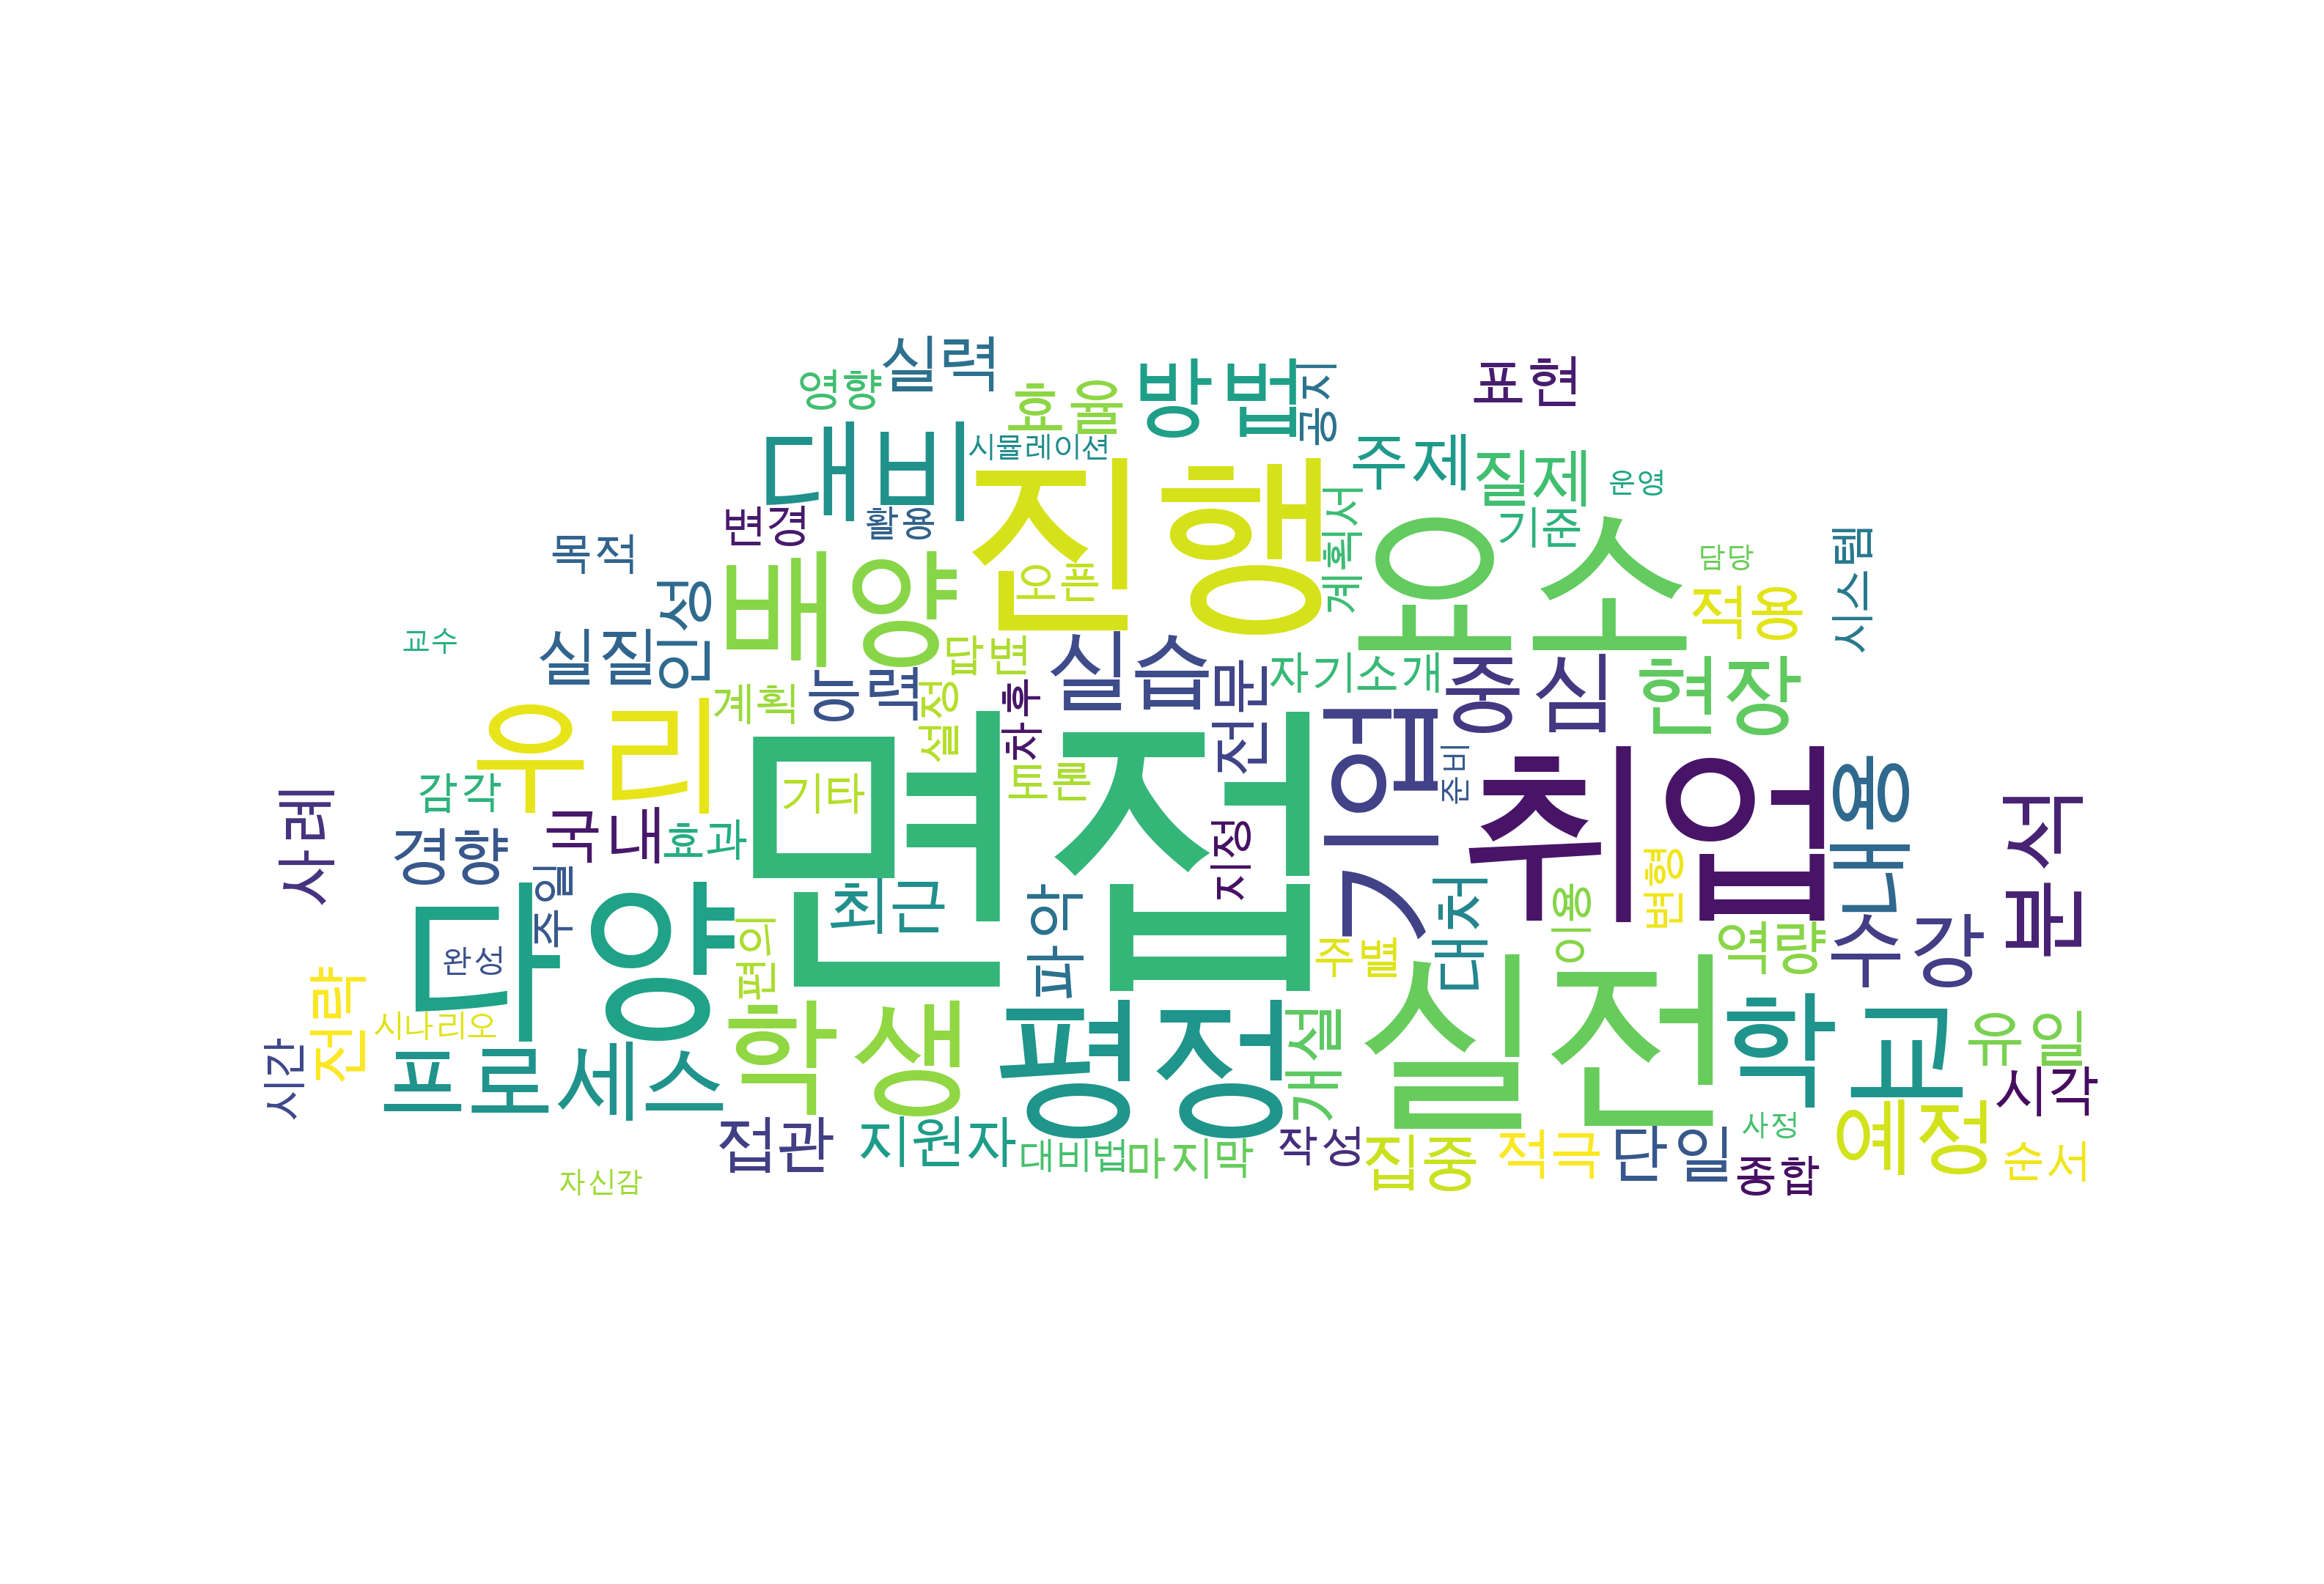 실력
영향
효율
방법
공지
표현
대비
시뮬레이션
주제
질제
운영
진행
변경
활용
계획서
기준
요소
목적
담당
시스템
배양
오픈
인성
적용
교수
실질
답변
실습
전문
자기소개
중심
현장
계획
능력
설정
차후
우리
면접
기타
토론
기업
준비
취업
내용
사례
감각
국내
효과
지정
분석
경향
변형
주일
최근
파악
대처
이용
다양
완성
편의
주별
역량
수강
전략
시나리오
실전
학생
평정
개설
학교
유일
시간
프로세스
시각
예정
접관
지원자
대비법
마지막
작성
집중
적극
단일
사정
종합
순서
자신감